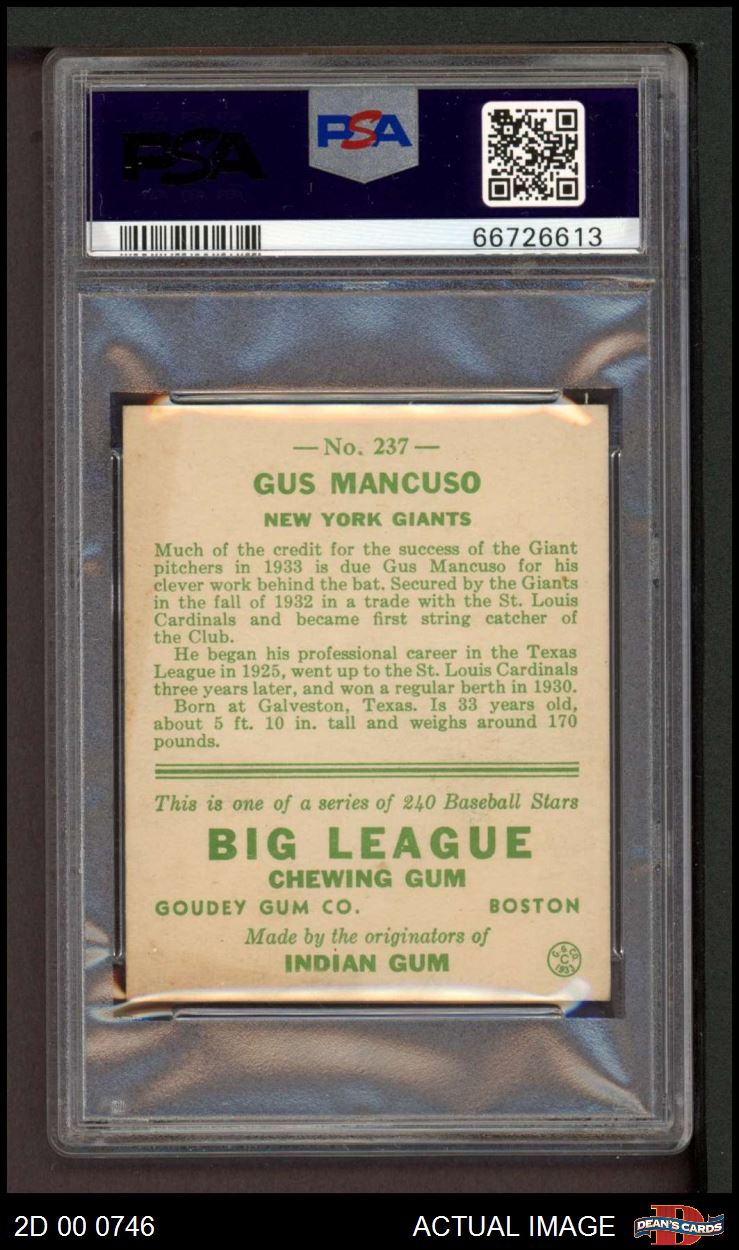 PSA
PSA
66726613
— No. 237 —
GUS MANCUSO
NEW YORK GIANTS
Much of the credit for the success of the Giant
pitchers in 1933 is due Gus Mancuso for his
clever work behind the bat. Secured by the Giants
in the fall of 1932 in a trade with the St. Louis
Cardinals and became first string catcher of
the Club.
He began his professional career in the Texas
League in 1925, went up to the St. Louis Cardinals
three years later, and won a regular berth in 1930.
Born at Galveston, Texas. Is 33 years old,
about 5 ft. 10 in. tall and weighs around 170
pounds.
This is one of a series of 240 Baseball Stars
BIG LEAGUE
CHEWING GUM
GOUDEY GUM CO. BOSTON
Made by the originators of
INDIAN GUM
G. G. CO.
C
1933
2D 00 0746 ACTUAL IMAGE DEAN'S CARDS